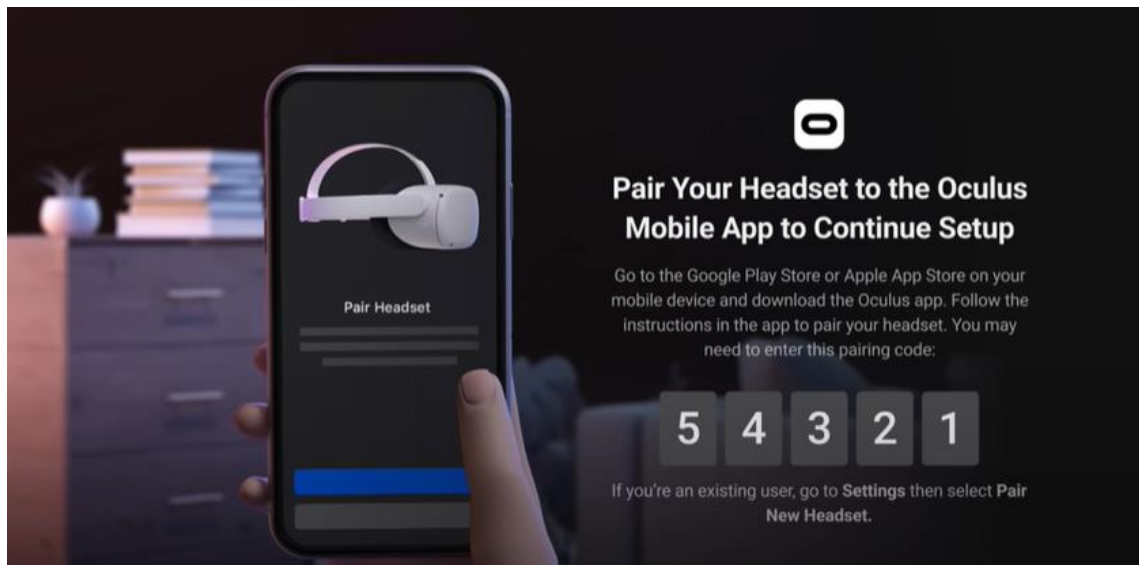 Pair Headset
Pair Your Headset to the Oculus
Mobile App to Continue Setup
Go to the Google Play Store or Apple App Store on your
mobile device and download the Oculus app. Follow the
instructions in the app to pair your headset. You may
need to enter this pairing code:
5 4 3 2 1
If you're an existing user, go to Settings then select Pair
New Headset.